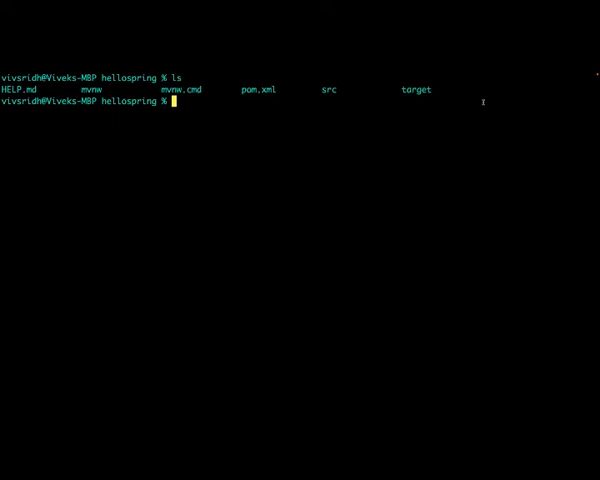 vivsridh@Viveks-MBP hellospring % ls
HELP.md mvnw mvnw.cmd pom.xml src target
vivsridh@Viveks-MBP hellospring %